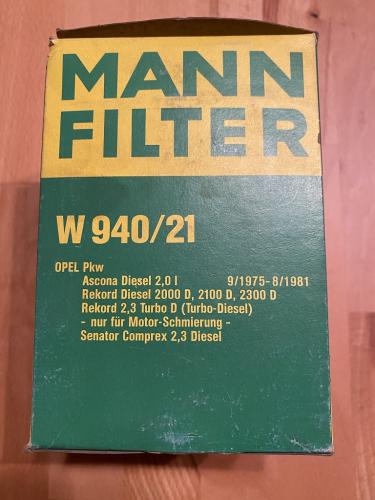 MANN
FILTER
W 940/21
OPEL Pkw
Ascona Diesel 2,0 l 9/1975-8/1981
Rekord Diesel 2000 D, 2100 D, 2300 D
Rekord 2,3 Turbo D (Turbo-Diesel)
- nur für Motor-Schmierung -
Senator Comprex 2,3 Diesel